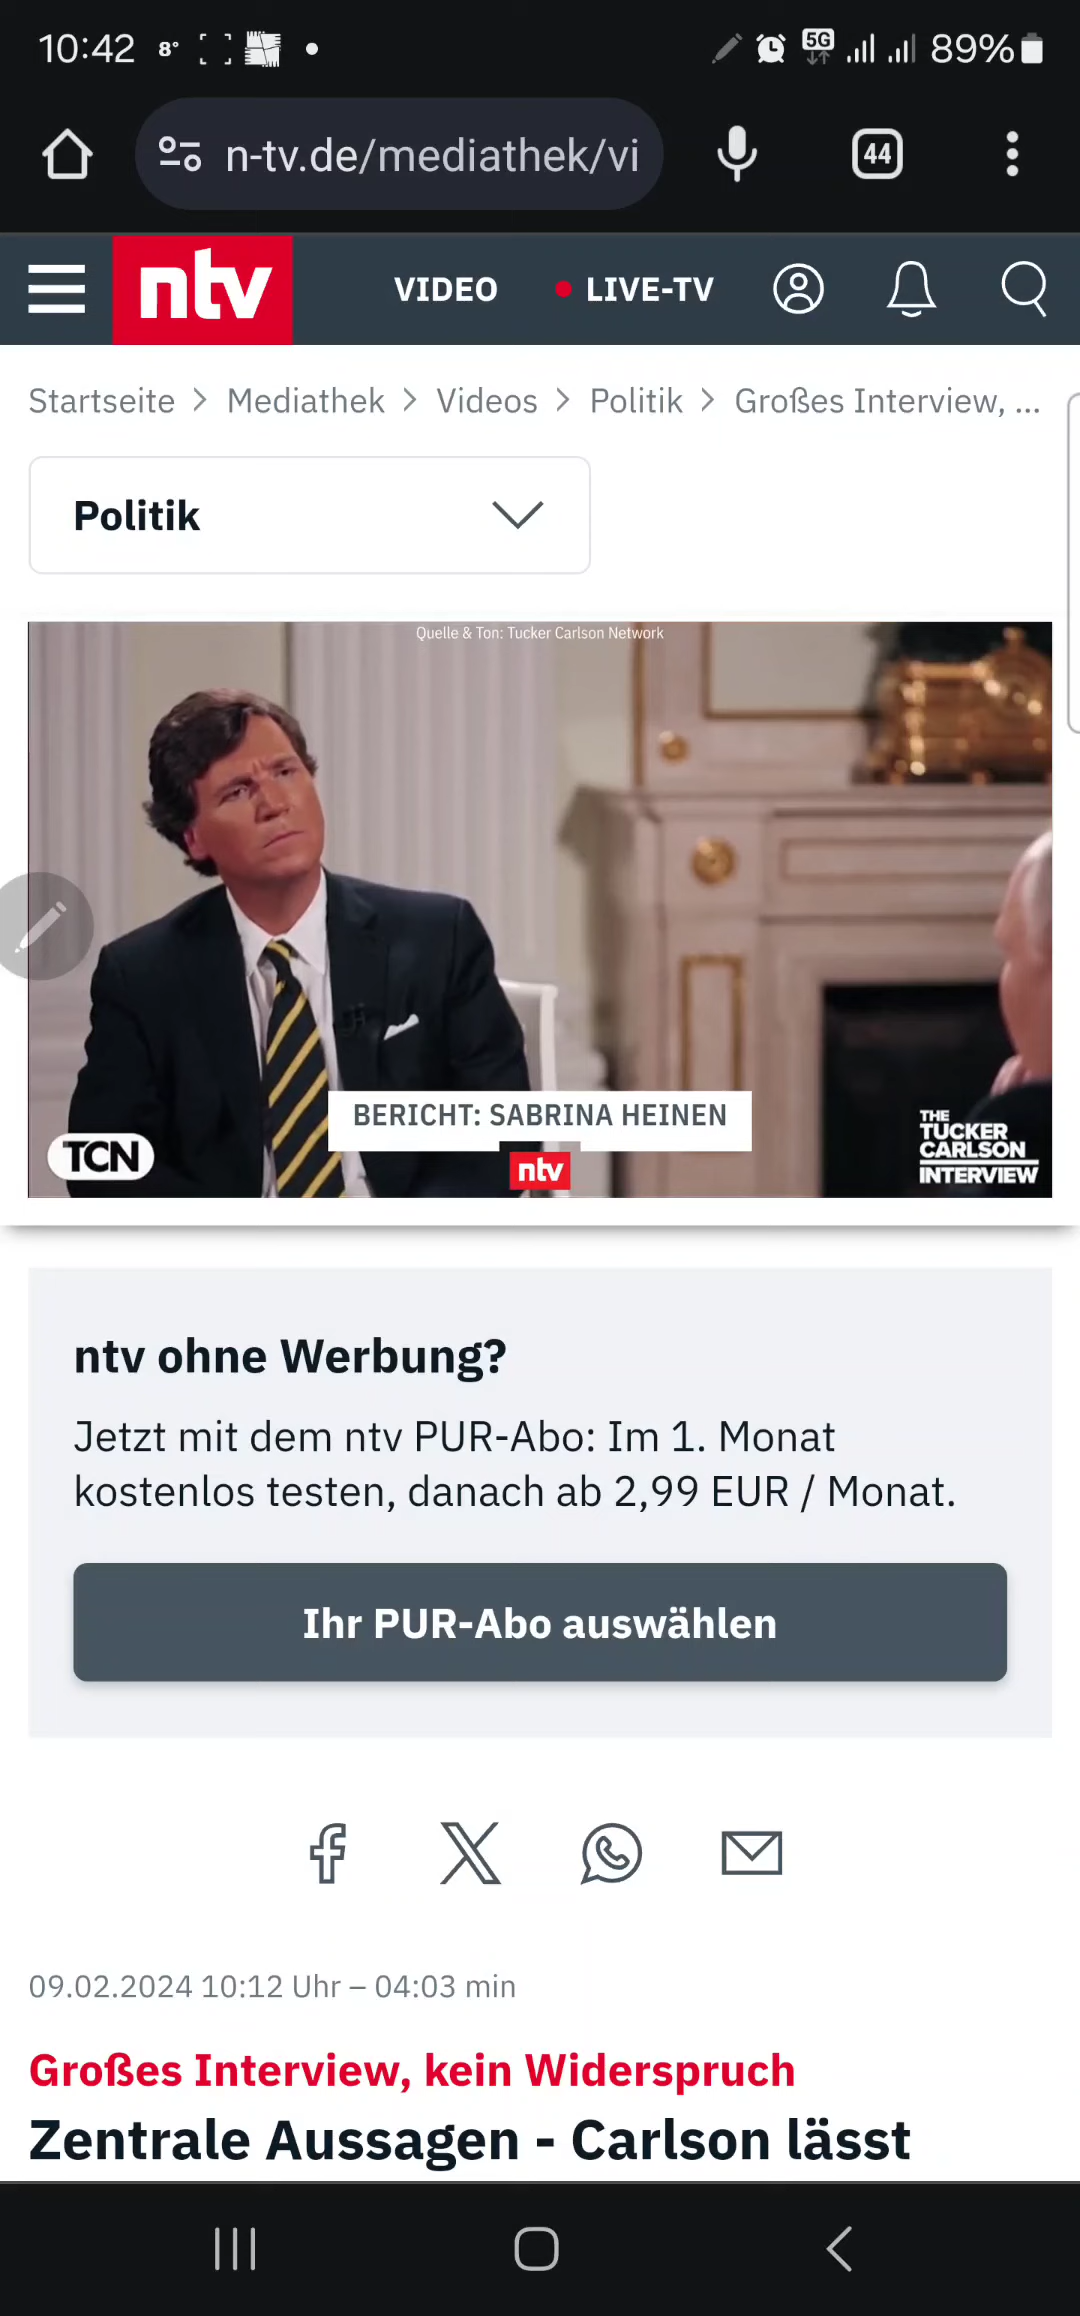 10:42 8° 5G 89%
n-tv.de/mediathek/vi 44
ntv VIDEO LIVE-TV
Startseite > Mediathek > Videos > Politik > Großes Interview, ...
Politik
Quelle & Ton: Tucker Carlson Network
BERICHT: SABRINA HEINEN
TCN
ntv
THE
TUCKER
CARLSON
INTERVIEW
ntv ohne Werbung?
Jetzt mit dem ntv PUR-Abo: Im 1. Monat
kostenlos testen, danach ab 2,99 EUR / Monat.
Ihr PUR-Abo auswählen
09.02.2024 10:12 Uhr – 04:03 min
Großes Interview, kein Widerspruch
Zentrale Aussagen - Carlson lässt